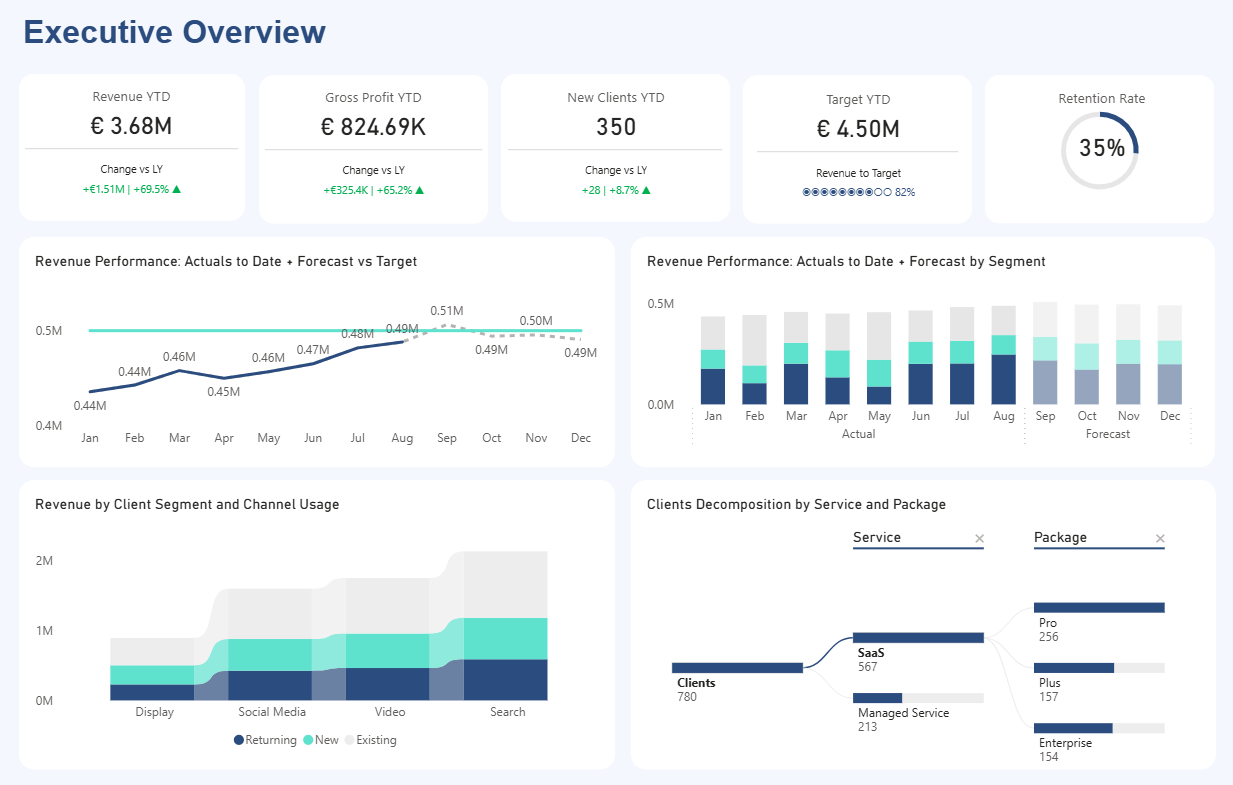 Executive Overview
Revenue YTD
€ 3.68M
Change vs LY
+€1.51M | +69.5% ▲
Gross Profit YTD
€ 824.69K
Change vs LY
+€325.4K | +65.2% ▲
New Clients YTD
350
Change vs LY
+28 | +8.7% ▲
Target YTD
€ 4.50M
Revenue to Target
◉◉◉◉◉◉◉◉○○ 82%
Retention Rate
35%
Revenue Performance: Actuals to Date + Forecast vs Target
0.5M
0.4M
0.44M
0.44M
0.46M
0.45M
0.46M
0.47M
0.48M
0.49M
0.51M
0.49M
0.50M
0.49M
Jan Feb Mar Apr May Jun Jul Aug Sep Oct Nov Dec
Revenue Performance: Actuals to Date + Forecast by Segment
0.5M
0.0M
Jan Feb Mar Apr May Jun Jul Aug Sep Oct Nov Dec
Actual Forecast
Revenue by Client Segment and Channel Usage
2M
1M
0M
Display Social Media Video Search
Returning New Existing
Clients Decomposition by Service and Package
Service ✕ Package ✕
Clients
780
SaaS
567
Managed Service
213
Pro
256
Plus
157
Enterprise
154